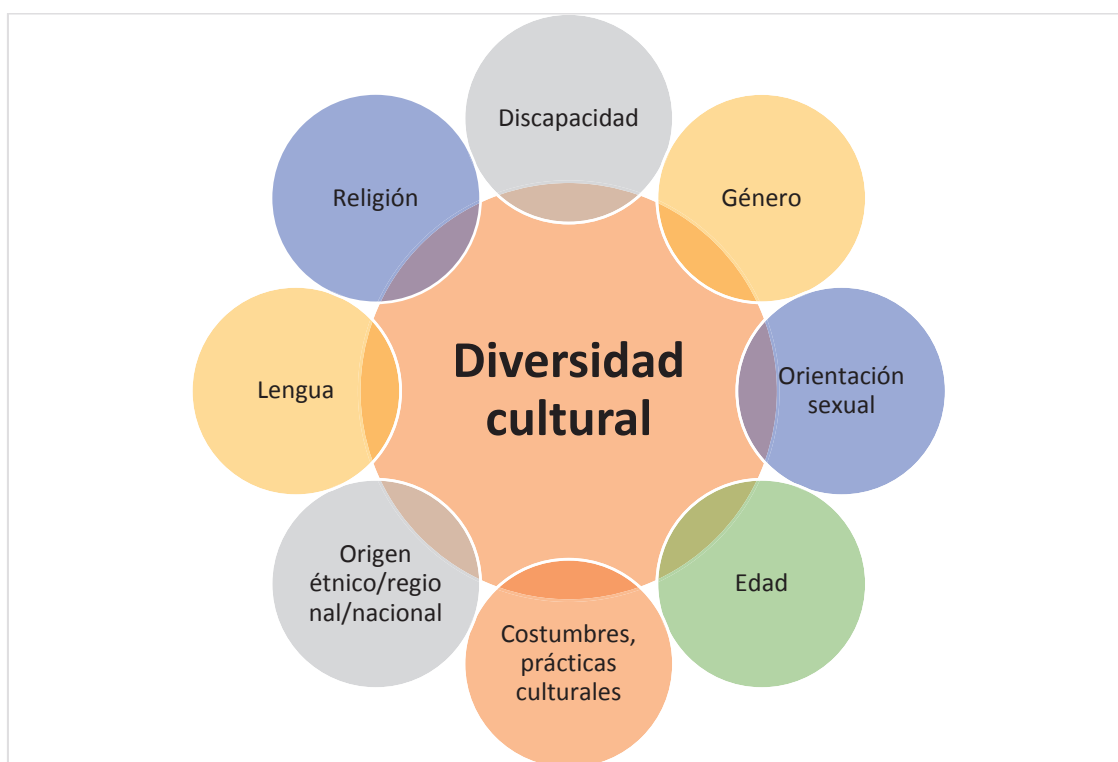 Discapacidad
Género
Orientación
sexual
Edad
Costumbres,
prácticas
culturales
Origen
étnico/regio
nal/nacional
Lengua
Religión
Diversidad
cultural